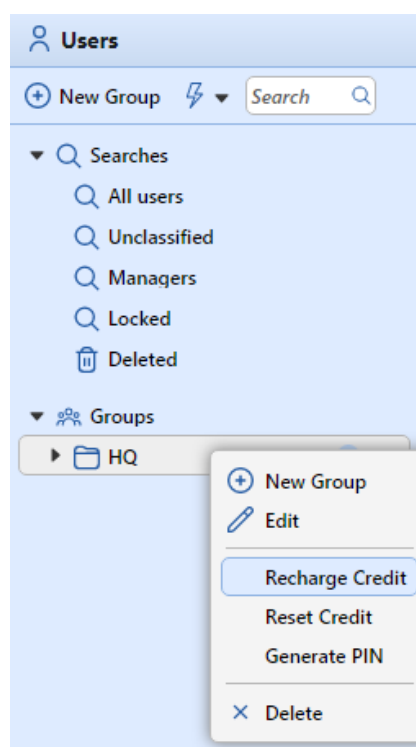 Users
New Group Search
Searches
All users
Unclassified
Managers
Locked
Deleted
Groups
HQ
New Group
Edit
Recharge Credit
Reset Credit
Generate PIN
Delete